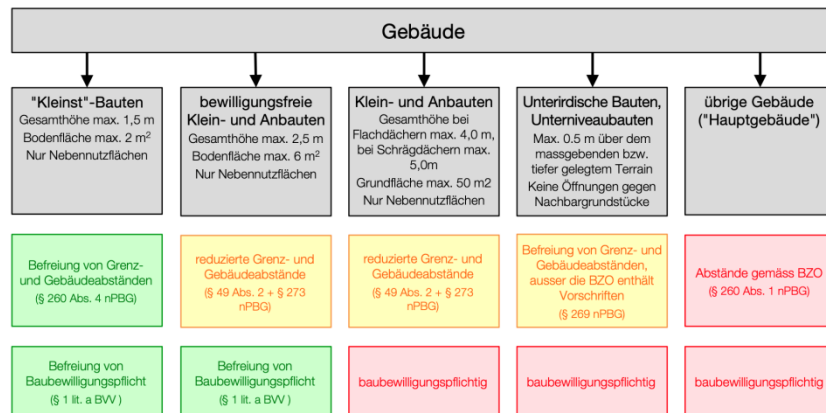 Gebäude
"Kleinst"-Bauten
Gesamthöhe max. 1,5 m
Bodenfläche max. 2 m²
Nur Nebennutzflächen
bewilligungsfreie
Klein- und Anbauten
Gesamthöhe max. 2,5 m
Bodenfläche max. 6 m²
Nur Nebennutzflächen
Klein- und Anbauten
Gesamthöhe bei
Flachdächern max. 4,0 m,
bei Schrägdächern max.
5,0m
Grundfläche max. 50 m2
Nur Nebennutzflächen
Unterirdische Bauten,
Unterniveaubauten
Max. 0.5 m über dem
massgebenden bzw.
tiefer gelegtem Terrain
Keine Öffnungen gegen
Nachbargrundstücke
übrige Gebäude
("Hauptgebäude")
Befreiung von Grenz-
und Gebäudeabständen
(§ 260 Abs. 4 nPBG)
reduzierte Grenz- und
Gebäudeabstände
(§ 49 Abs. 2 + § 273
nPBG)
reduzierte Grenz- und
Gebäudeabstände
(§ 49 Abs. 2 + § 273
nPBG)
Befreiung von Grenz- und
Gebäudeabständen,
ausser die BZO enthält
Vorschriften
(§ 269 nPBG)
Abstände gemäss BZO
(§ 260 Abs. 1 nPBG)
Befreiung von
Baubewilligungspflicht
(§ 1 lit. a BVV )
Befreiung von
Baubewilligungspflicht
(§ 1 lit. a BVV )
baubewilligungspflichtig
baubewilligungspflichtig
baubewilligungspflichtig